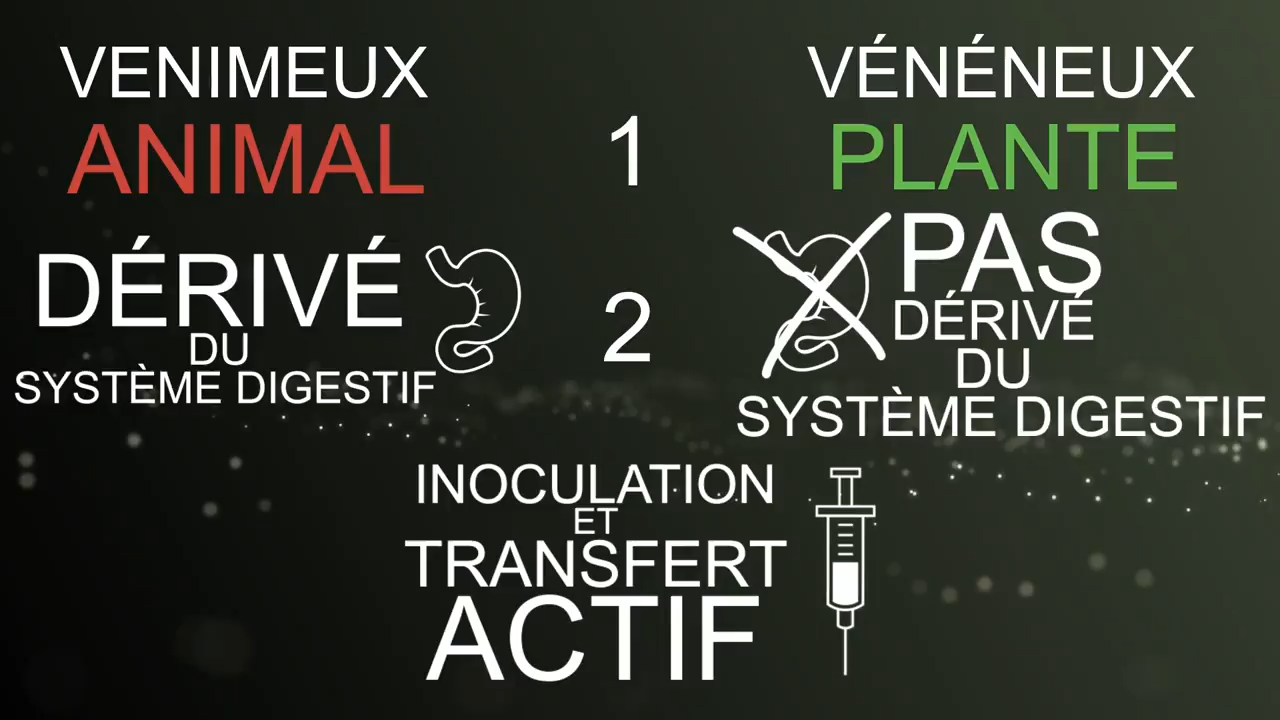 VENIMEUX
ANIMAL
1
VÉNÉNEUX
PLANTE
DÉRIVÉ
DU
SYSTÈME DIGESTIF
2
PAS
DÉRIVÉ
DU
SYSTÈME DIGESTIF
INOCULATION
ET
TRANSFERT
ACTIF